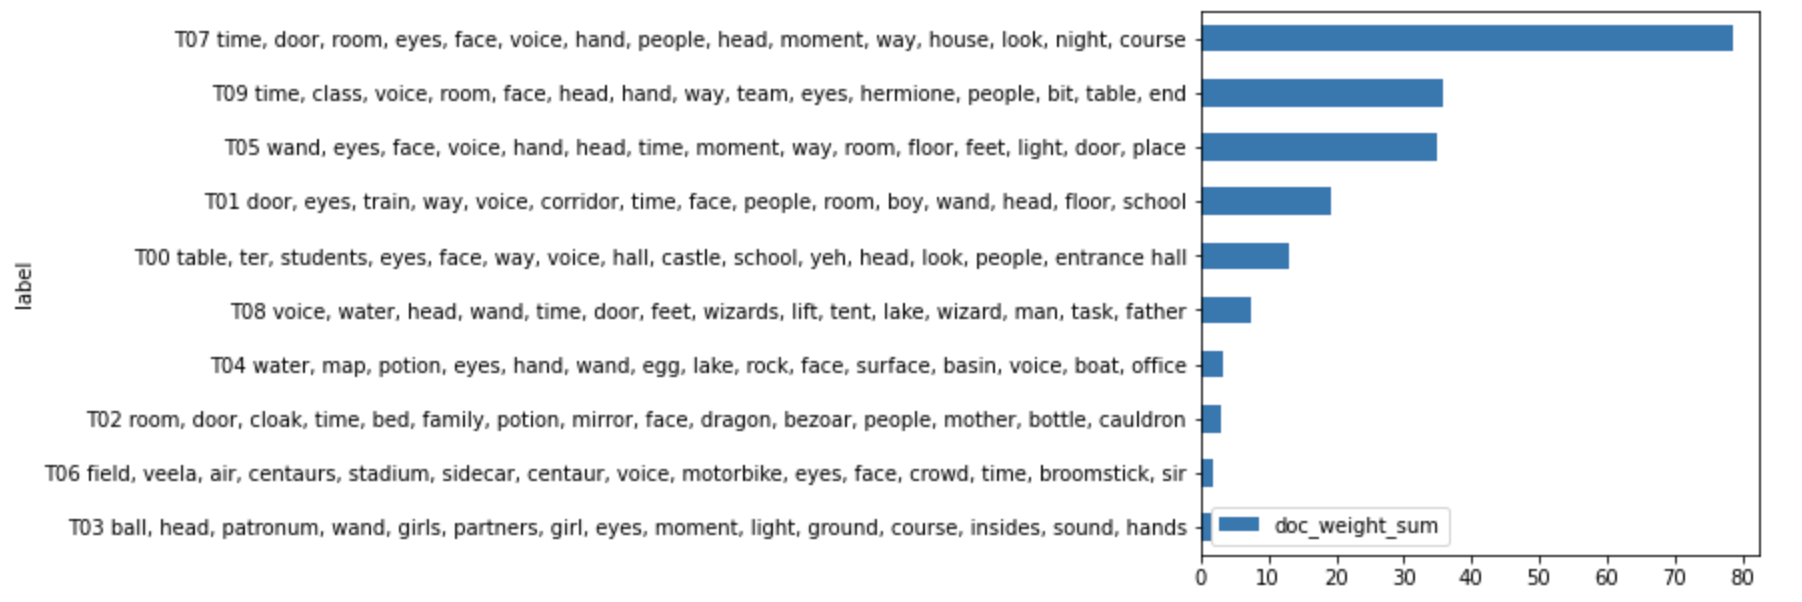 T07 time, door, room, eyes, face, voice, hand, people, head, moment, way, house, look, night, course
T09 time, class, voice, room, face, head, hand, way, team, eyes, hermione, people, bit, table, end
T05 wand, eyes, face, voice, hand, head, time, moment, way, room, floor, feet, light, door, place
T01 door, eyes, train, way, voice, corridor, time, face, people, room, boy, wand, head, floor, school
T00 table, ter, students, eyes, face, way, voice, hall, castle, school, yeh, head, look, people, entrance hall
label
T08 voice, water, head, wand, time, door, feet, wizards, lift, tent, lake, wizard, man, task, father
T04 water, map, potion, eyes, hand, wand, egg, lake, rock, face, surface, basin, voice, boat, office
T02 room, door, cloak, time, bed, family, potion, mirror, face, dragon, bezoar, people, mother, bottle, cauldron
T06 field, veela, air, centaurs, stadium, sidecar, centaur, voice, motorbike, eyes, face, crowd, time, broomstick, sir
T03 ball, head, patronum, wand, girls, partners, girl, eyes, moment, light, ground, course, insides, sound, hands
doc_weight_sum
0 10 20 30 40 50 60 70 80